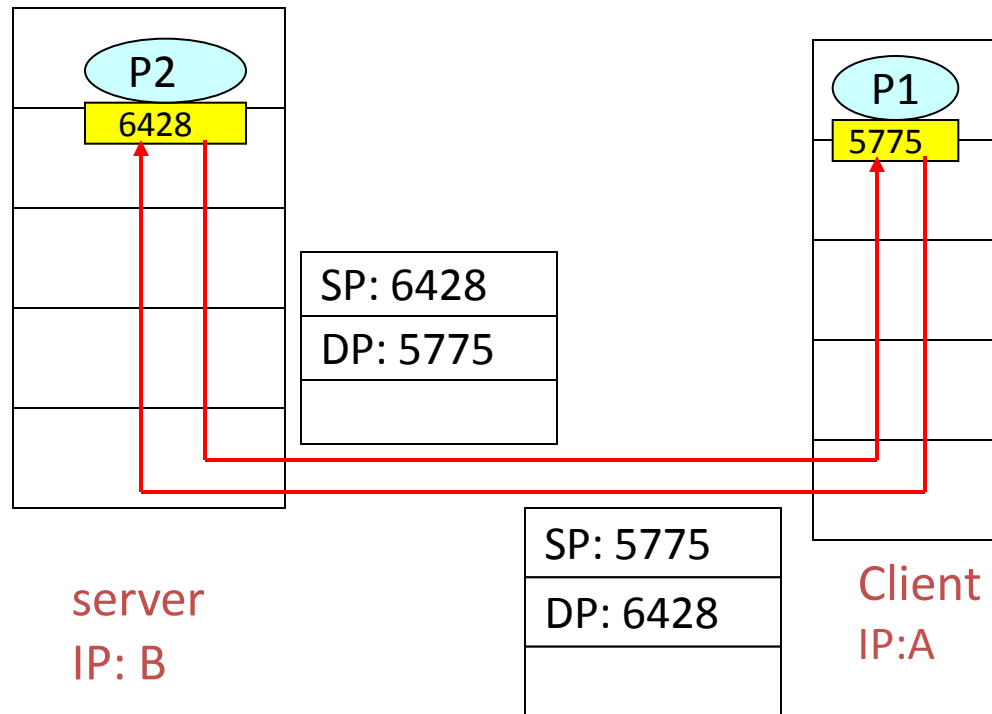 P2
6428
P1
5775
SP: 6428
DP: 5775
SP: 5775
DP: 6428
server
IP: B
Client
IP:A